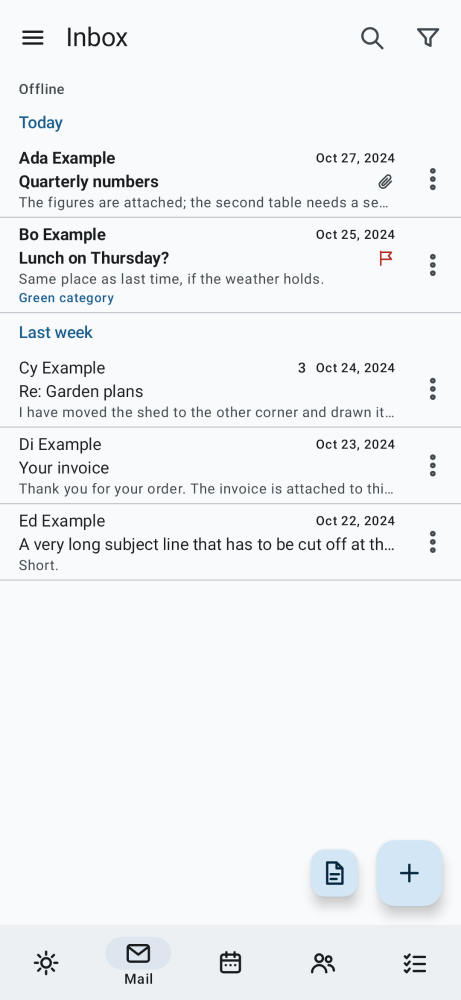 Inbox
Offline
Today
Ada Example Oct 27, 2024
Quarterly numbers
The figures are attached; the second table needs a se…
Bo Example Oct 25, 2024
Lunch on Thursday?
Same place as last time, if the weather holds.
Green category
Last week
Cy Example 3 Oct 24, 2024
Re: Garden plans
I have moved the shed to the other corner and drawn it…
Di Example Oct 23, 2024
Your invoice
Thank you for your order. The invoice is attached to thi…
Ed Example Oct 22, 2024
A very long subject line that has to be cut off at th…
Short.
Mail